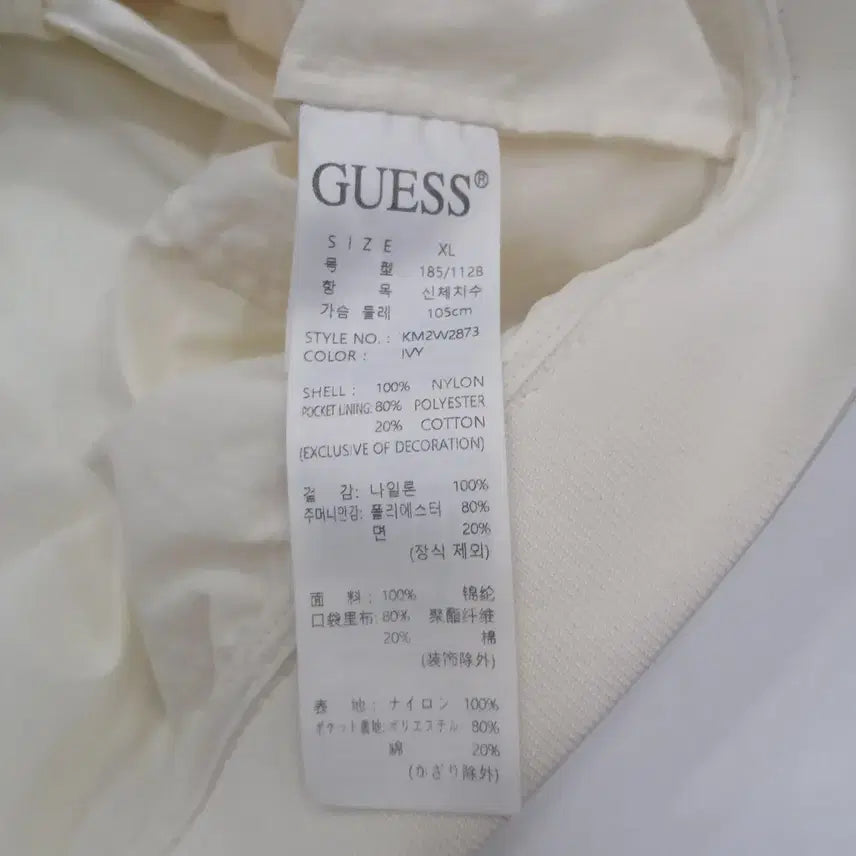 GUESS®
SIZE XL
号 型 185/112B
항 목 신체치수
가슴 둘레 105cm
STYLE NO. : KM2W2873
COLOR : IVY
SHELL : 100% NYLON
POCKET LINING: 80% POLYESTER
20% COTTON
(EXCLUSIVE OF DECORATION)
겉 감: 나일론 100%
주머니안감: 폴리에스터 80%
면 20%
(장식 제외)
面 料: 100% 锦纶
口袋里布: 80% 聚酯纤维
20% 棉
(装饰除外)
表 地: ナイロン 100%
ポケット裏地: ポリエステル 80%
綿 20%
(かざり除外)